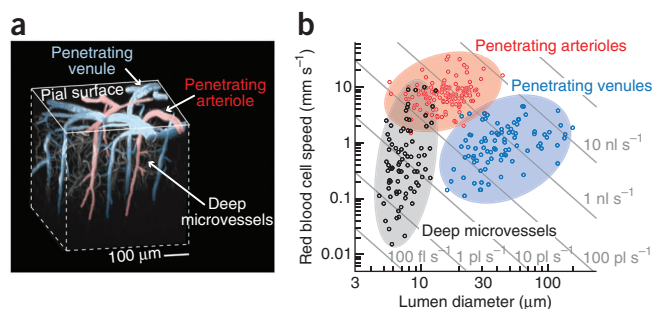 a
Penetrating
venule
Pial surface
Penetrating
arteriole
Deep
microvessels
100 μm
b
Red blood cell speed (mm s⁻¹)
10
1
0.1
0.01
Penetrating arterioles
Penetrating venules
Deep microvessels
10 nl s⁻¹
1 nl s⁻¹
100 fl s⁻¹
1 pl s⁻¹
10 pl s⁻¹
100 pl s⁻¹
3
10
30
100
Lumen diameter (μm)